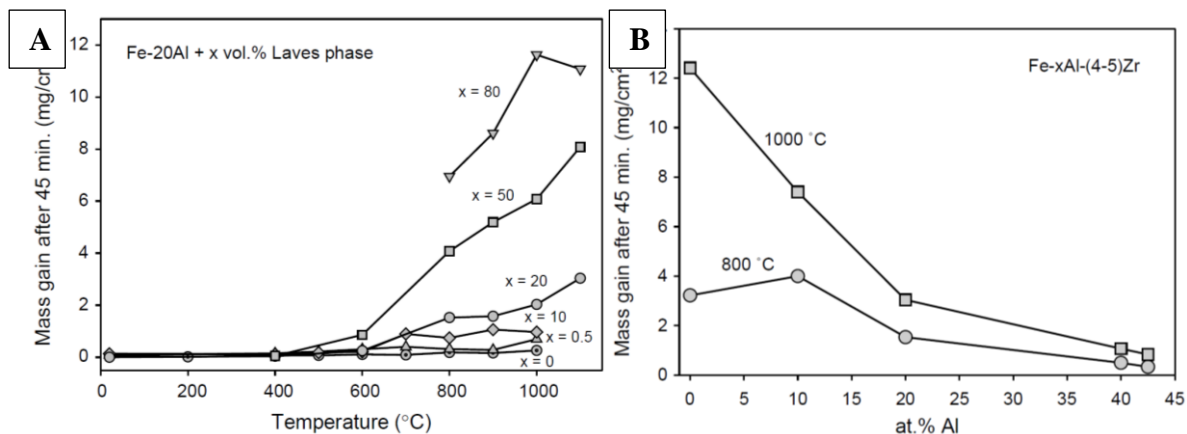 A
Fe-20Al + x vol.% Laves phase
Mass gain after 45 min. (mg/cm
12
10
8
6
4
2
0
x = 80
x = 50
x = 20
x = 10
x = 0.5
x = 0
0 200 400 600 800 1000
Temperature (°C)
B
Fe-xAl-(4-5)Zr
Mass gain after 45 min. (mg/cm²
12
10
8
6
4
2
0
1000 °C
800 °C
0 5 10 15 20 25 30 35 40 45
at.% Al